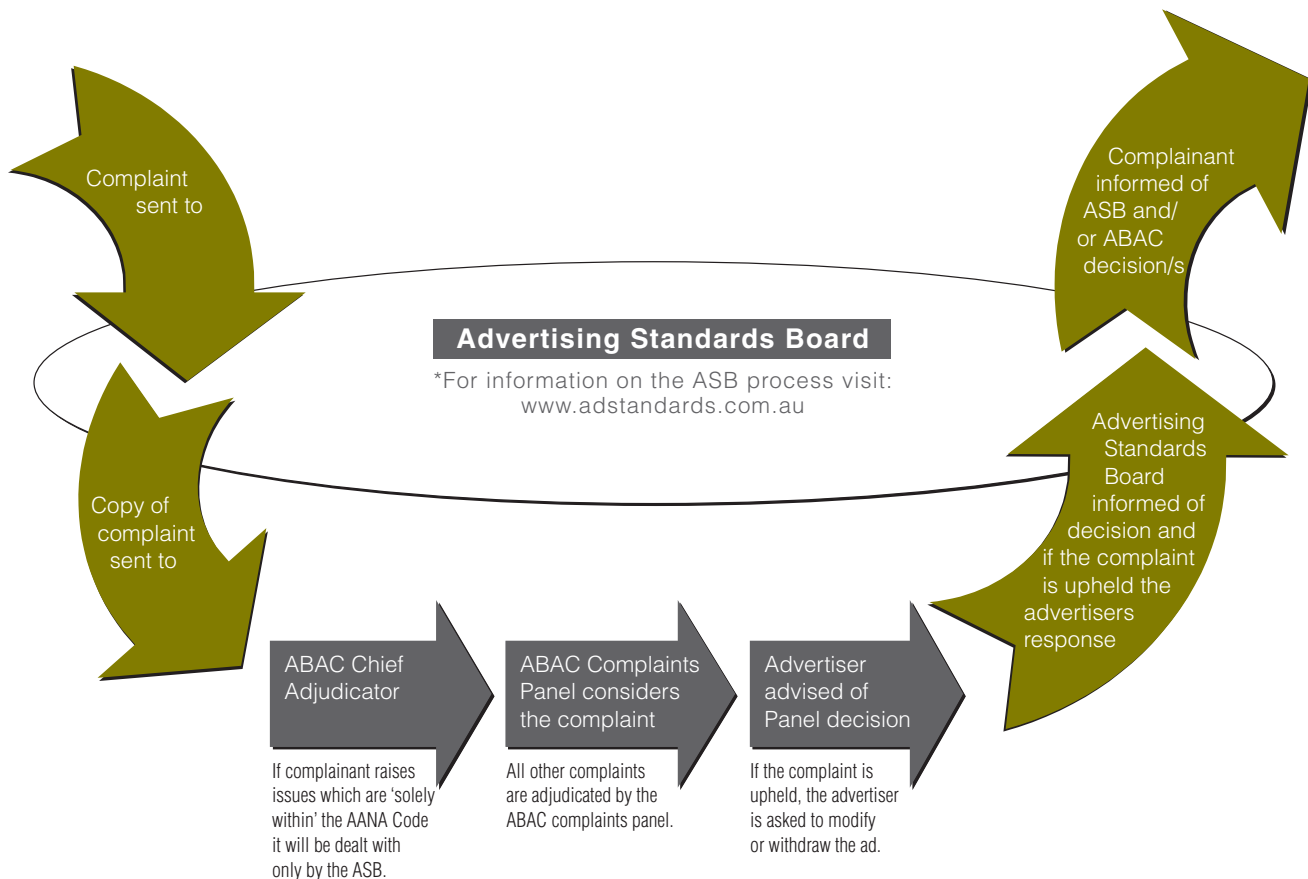 Complaint
sent to
Advertising Standards Board
*For information on the ASB process visit:
www.adstandards.com.au
Copy of
complaint
sent to
ABAC Chief
Adjudicator
If complainant raises
issues which are ‘solely
within’ the AANA Code
it will be dealt with
only by the ASB.
ABAC Complaints
Panel considers
the complaint
All other complaints
are adjudicated by the
ABAC complaints panel.
Advertiser
advised of
Panel decision
If the complaint is
upheld, the advertiser
is asked to modify
or withdraw the ad.
Advertising
Standards
Board
informed of
decision and
if the complaint
is upheld the
advertisers
response
Complainant
informed of
ASB and/
or ABAC
decision/s